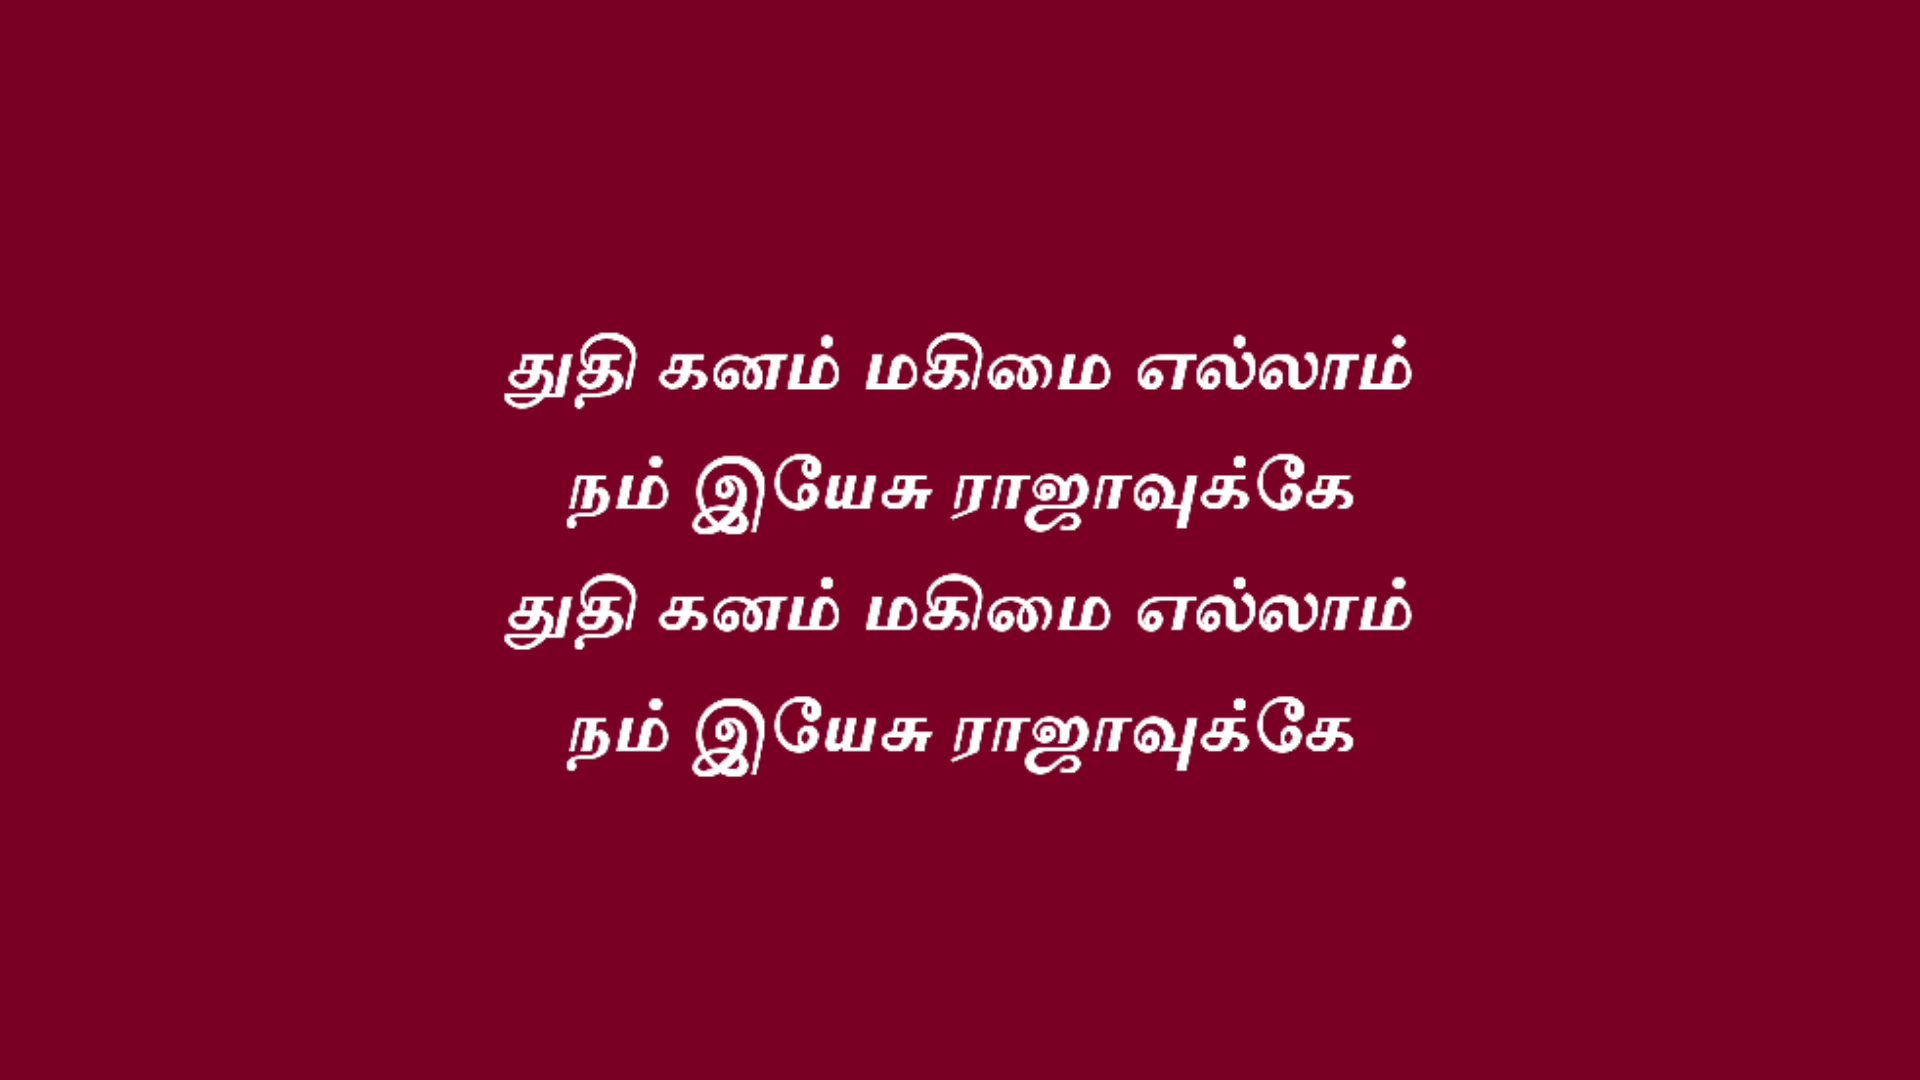 துதி கனம் மகிமை எல்லாம்
நம் இயேசு ராஜாவுக்கே
துதி கனம் மகிமை எல்லாம்
நம் இயேசு ராஜாவுக்கே